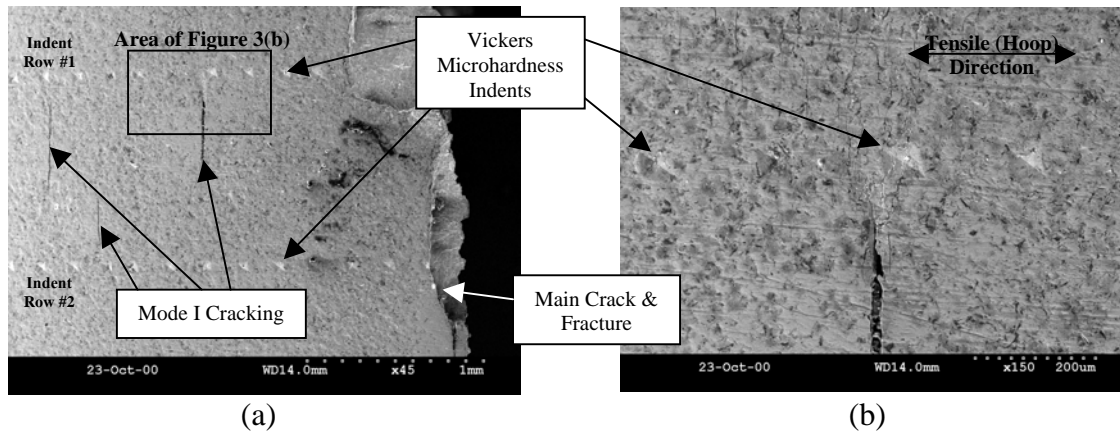 Indent
Row #1
Area of Figure 3(b)
Vickers
Microhardness
Indents
Tensile (Hoop)
Direction
Indent
Row #2
Mode I Cracking
Main Crack &
Fracture
23-Oct-00 WD14.0mm x45 1mm
23-Oct-00 WD14.0mm x150 200um
(a)
(b)